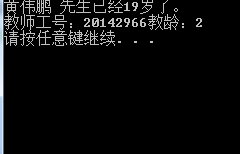 黄伟鹏 先生已经19岁了。
教师工号：20142966教龄：2
请按任意键继续. . .